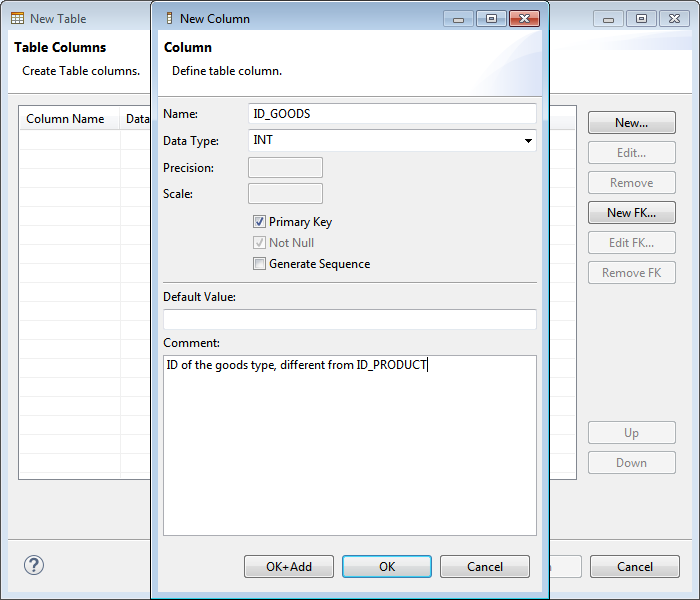 New Table
New Column
Table Columns
Create Table columns.
Column
Define table column.
Column Name
Data
Name:
ID_GOODS
Data Type:
INT
Precision:
Scale:
Primary Key
Not Null
Generate Sequence
Default Value:
Comment:
ID of the goods type, different from ID_PRODUCT
New...
Edit...
Remove
New FK...
Edit FK...
Remove FK
Up
Down
?
OK+Add
OK
Cancel
Cancel